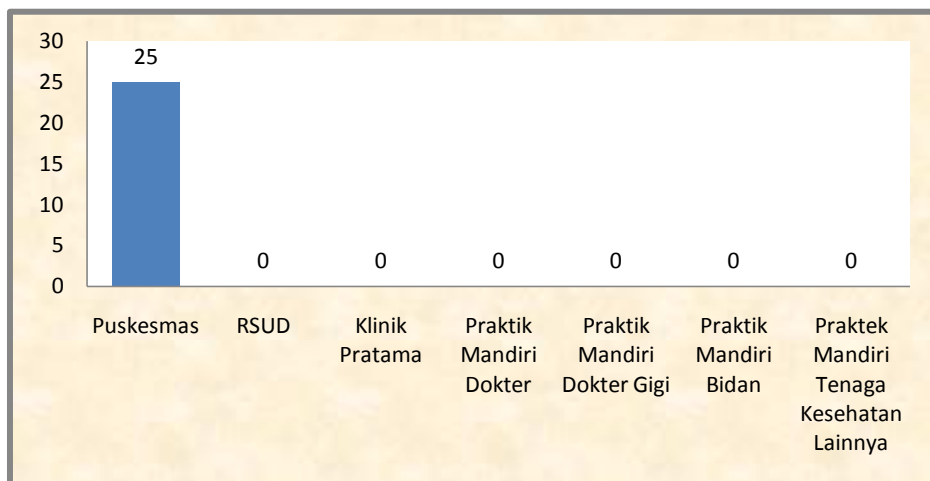 30
25
20
15
10
5
0
25
0
0
0
0
0
0
Puskesmas
RSUD
Klinik
Pratama
Praktik
Mandiri
Dokter
Praktik
Mandiri
Dokter Gigi
Praktik
Mandiri
Bidan
Praktek
Mandiri
Tenaga
Kesehatan
Lainnya